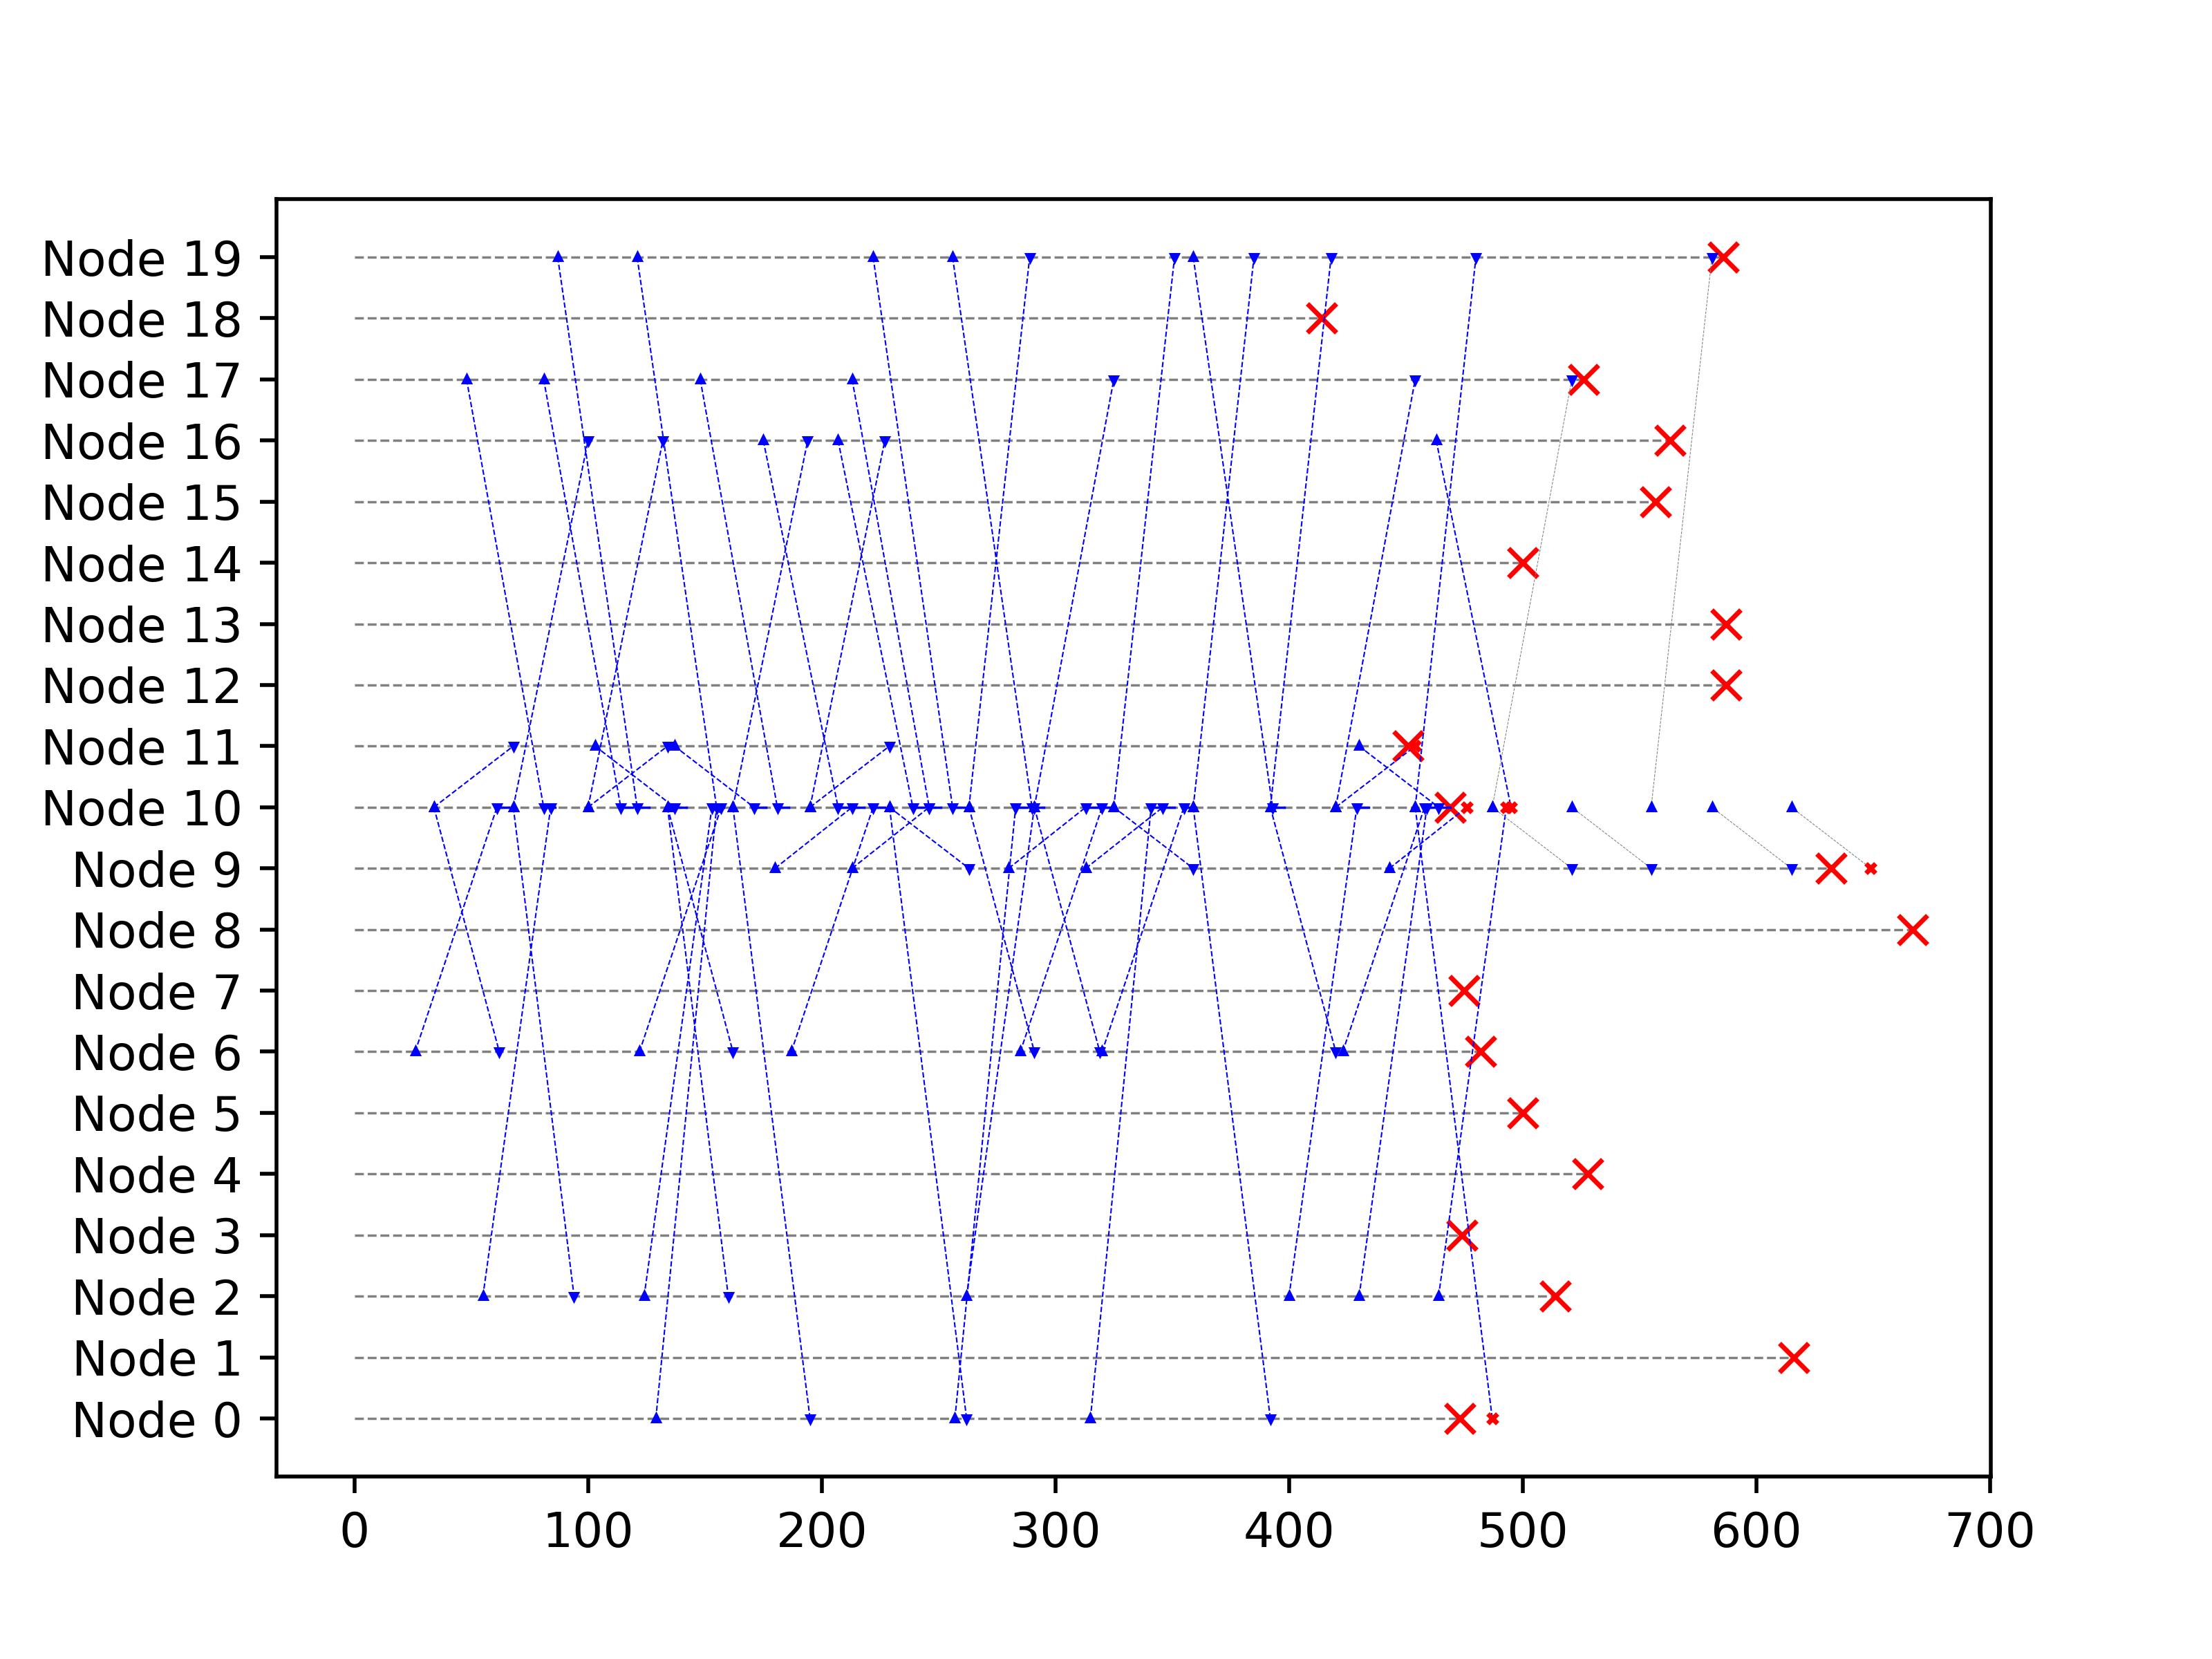 Node 19
Node 18
Node 17
Node 16
Node 15
Node 14
Node 13
Node 12
Node 11
Node 10
Node 9
Node 8
Node 7
Node 6
Node 5
Node 4
Node 3
Node 2
Node 1
Node 0
0 100 200 300 400 500 600 700